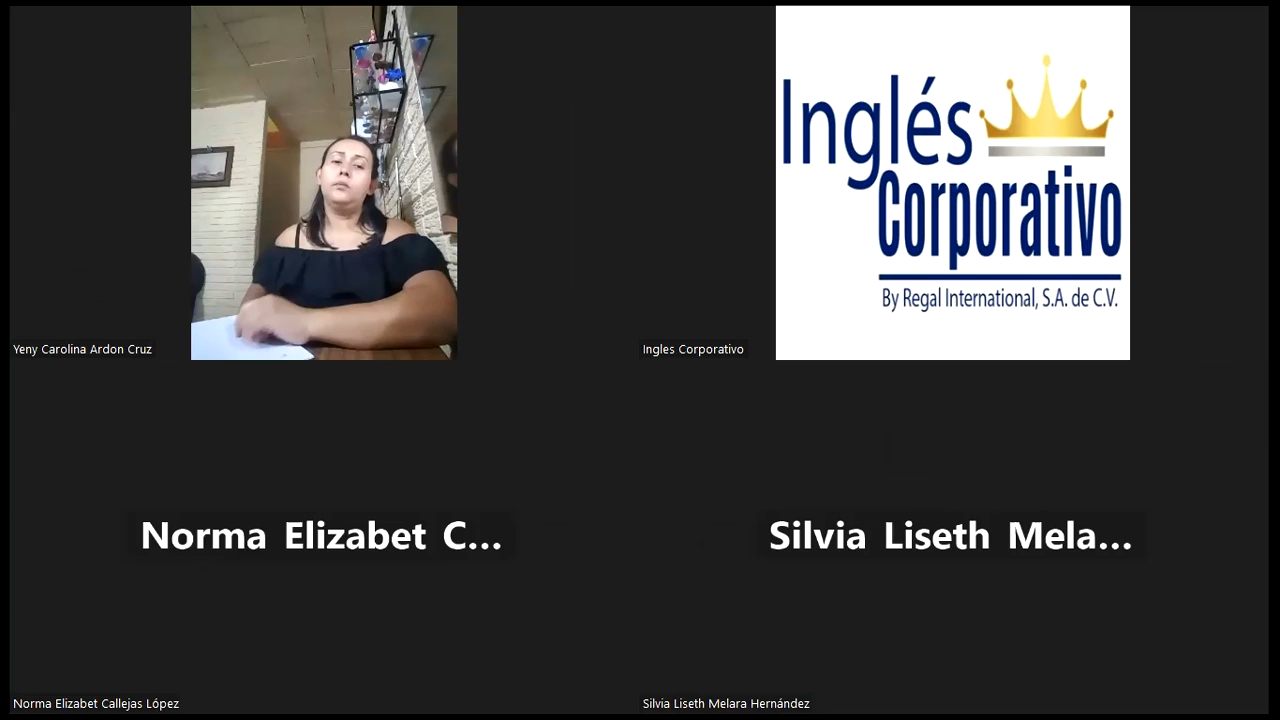 Inglés
Corporativo
By Regal International, S.A. de C.V.
Yeny Carolina Ardon Cruz
Ingles Corporativo
Norma Elizabet C...
Silvia Liseth Mela...
Norma Elizabet Callejas López
Silvia Liseth Melara Hernández